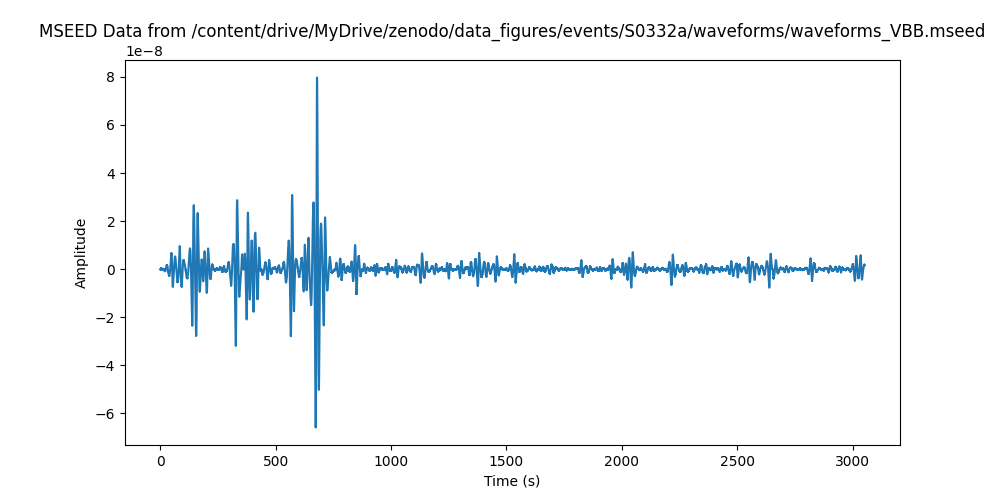 MSEED Data from /content/drive/MyDrive/zenodo/data_figures/events/S0332a/waveforms/waveforms_VBB.mseed
1e−8
8
6
4
2
0
−2
−4
−6
Amplitude
0 500 1000 1500 2000 2500 3000
Time (s)